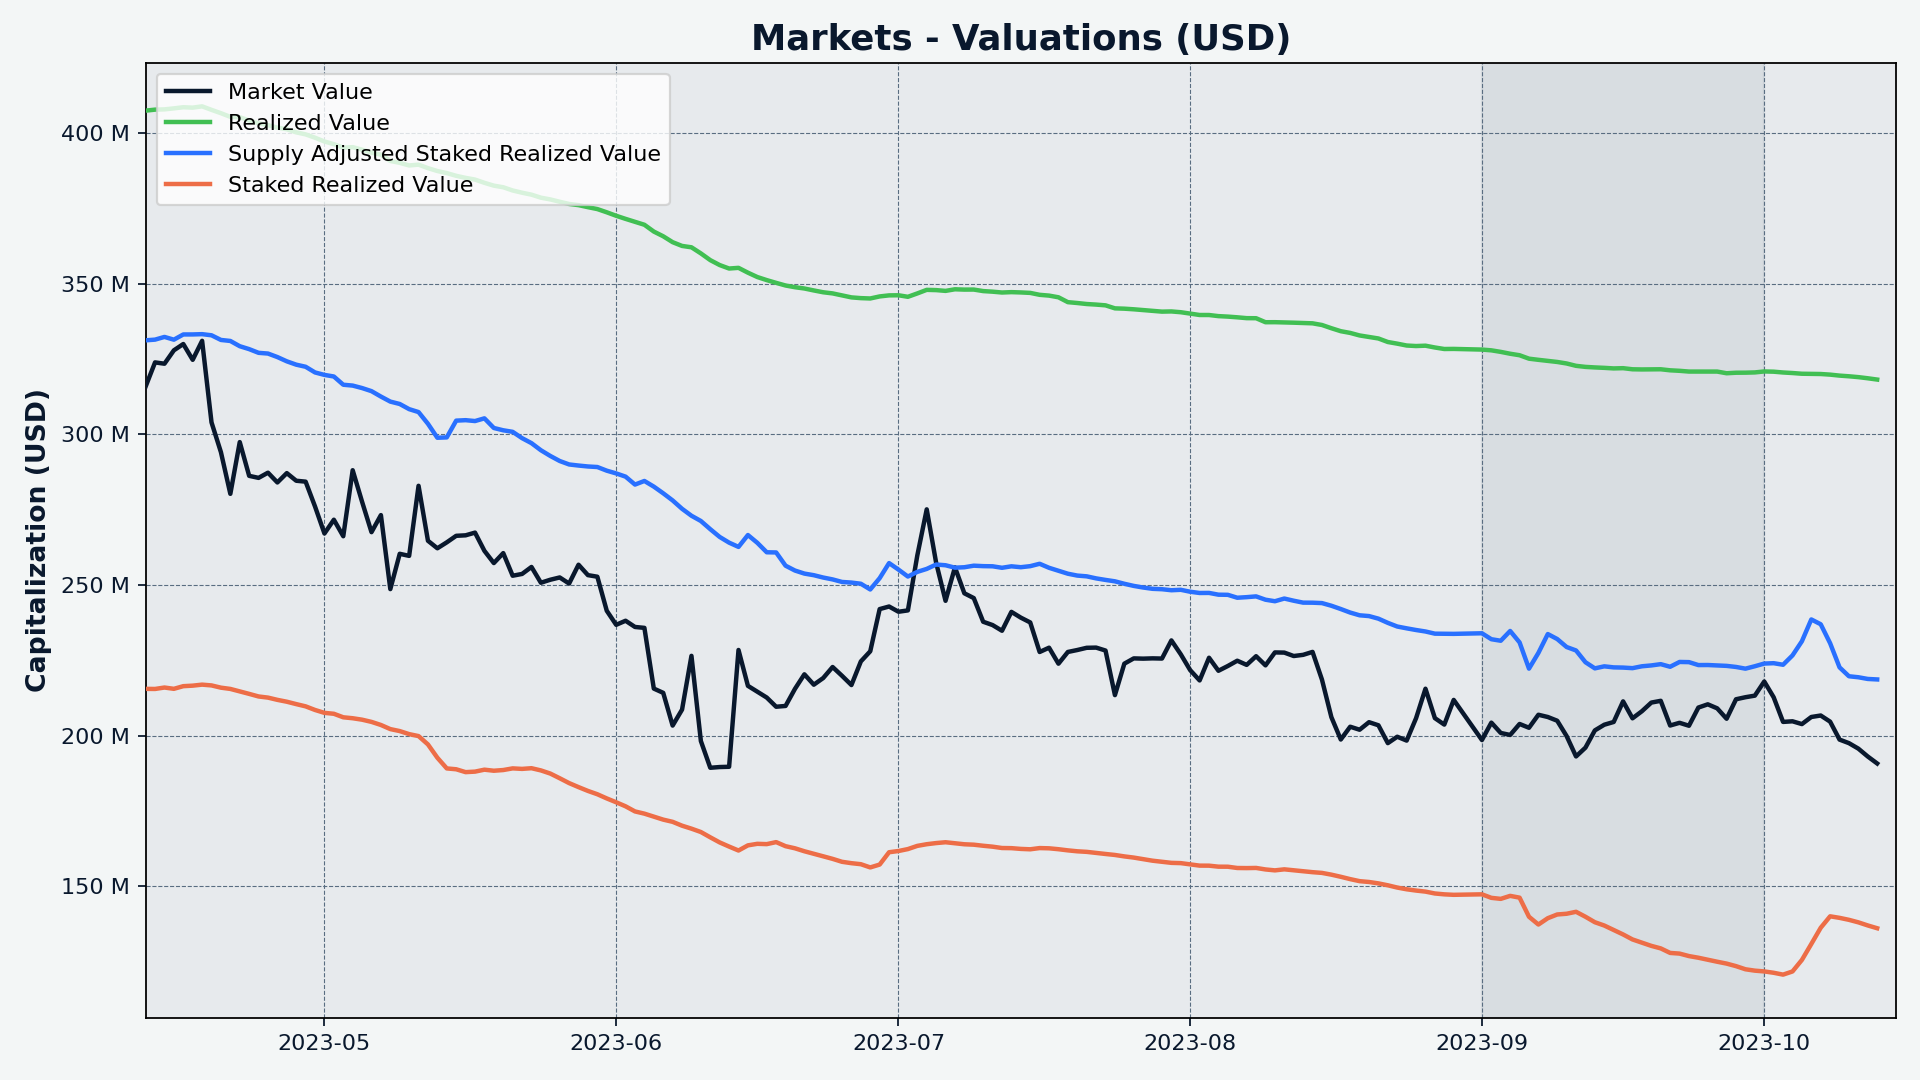 Markets - Valuations (USD)
Market Value
Realized Value
Supply Adjusted Staked Realized Value
Staked Realized Value
Capitalization (USD)
400 M
350 M
300 M
250 M
200 M
150 M
2023-05
2023-06
2023-07
2023-08
2023-09
2023-10